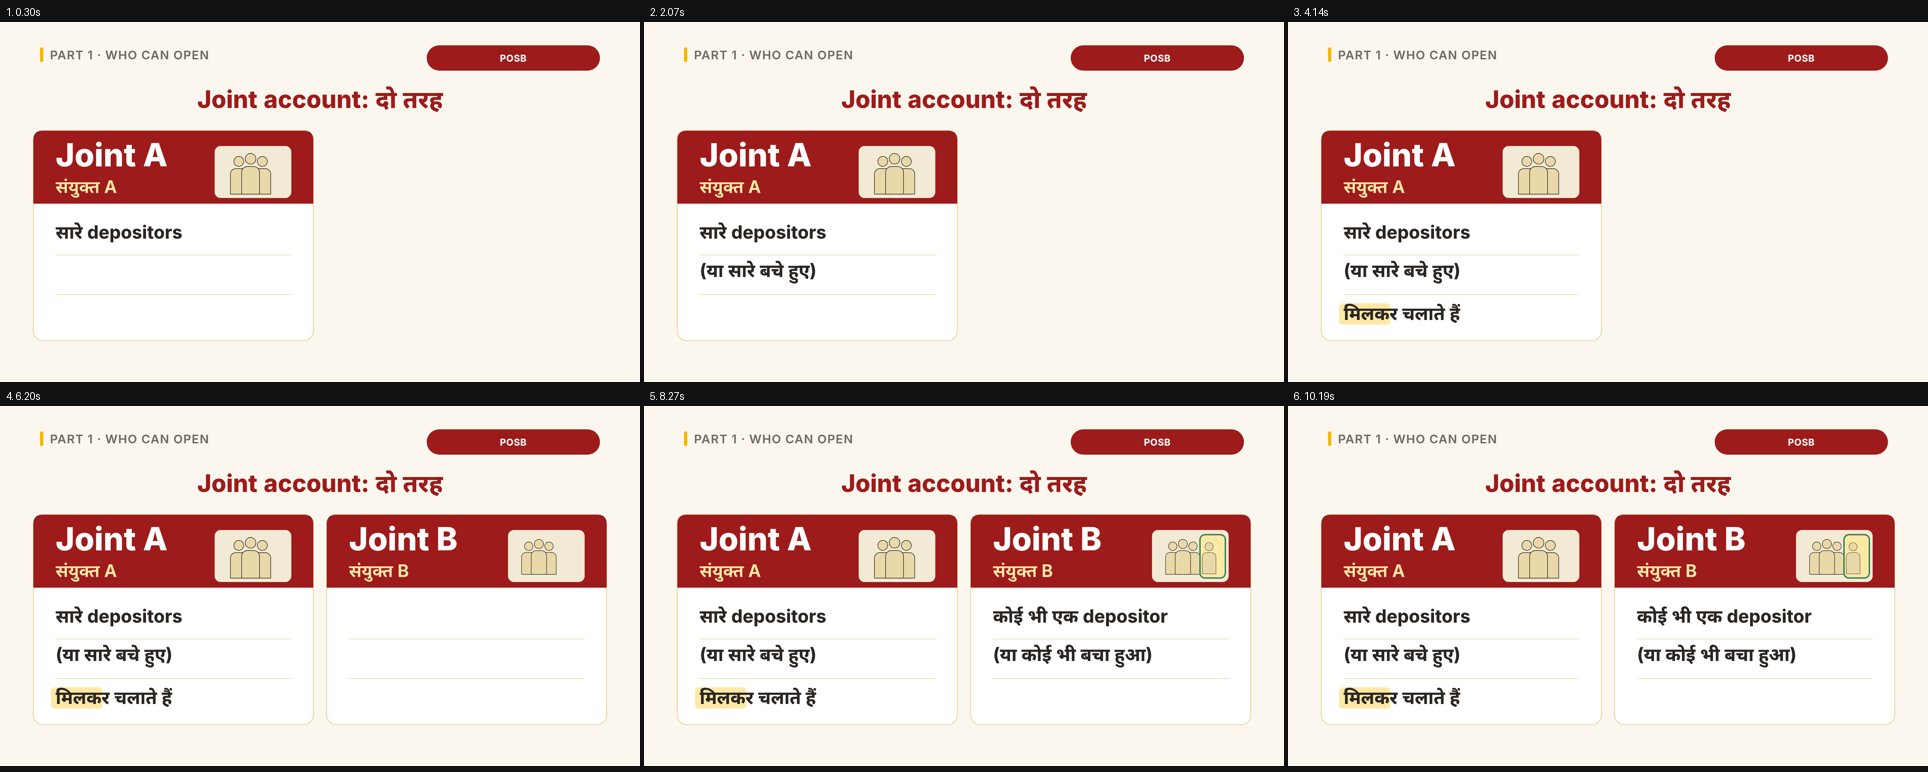 1. 0.30s
PART 1 · WHO CAN OPEN
POSB
Joint account: दो तरह
Joint A
संयुक्त A
सारे depositors
2. 2.07s
PART 1 · WHO CAN OPEN
POSB
Joint account: दो तरह
Joint A
संयुक्त A
सारे depositors
(या सारे बचे हुए)
3. 4.14s
PART 1 · WHO CAN OPEN
POSB
Joint account: दो तरह
Joint A
संयुक्त A
सारे depositors
(या सारे बचे हुए)
मिलकर चलाते हैं
4. 6.20s
PART 1 · WHO CAN OPEN
POSB
Joint account: दो तरह
Joint A
संयुक्त A
सारे depositors
(या सारे बचे हुए)
मिलकर चलाते हैं
Joint B
संयुक्त B
5. 8.27s
PART 1 · WHO CAN OPEN
POSB
Joint account: दो तरह
Joint A
संयुक्त A
सारे depositors
(या सारे बचे हुए)
मिलकर चलाते हैं
Joint B
संयुक्त B
कोई भी एक depositor
(या कोई भी बचा हुआ)
6. 10.19s
PART 1 · WHO CAN OPEN
POSB
Joint account: दो तरह
Joint A
संयुक्त A
सारे depositors
(या सारे बचे हुए)
मिलकर चलाते हैं
Joint B
संयुक्त B
कोई भी एक depositor
(या कोई भी बचा हुआ)